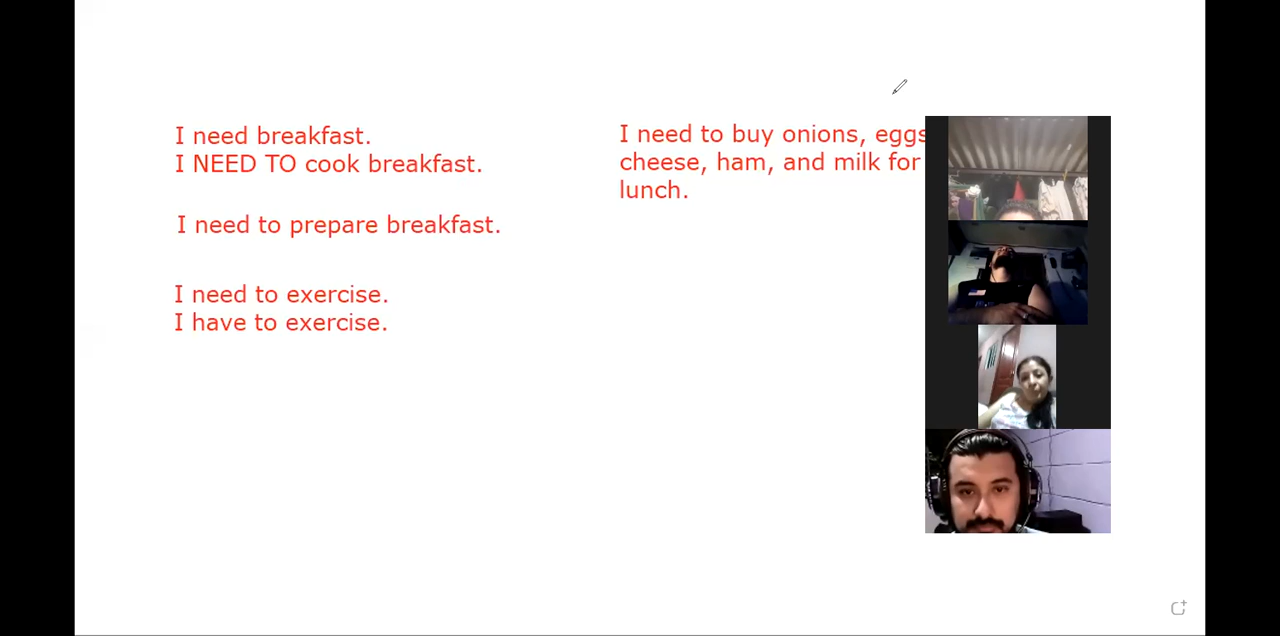 I need breakfast.
I NEED TO cook breakfast.
I need to prepare breakfast.
I need to exercise.
I have to exercise.
I need to buy onions, eggs
cheese, ham, and milk for
lunch.